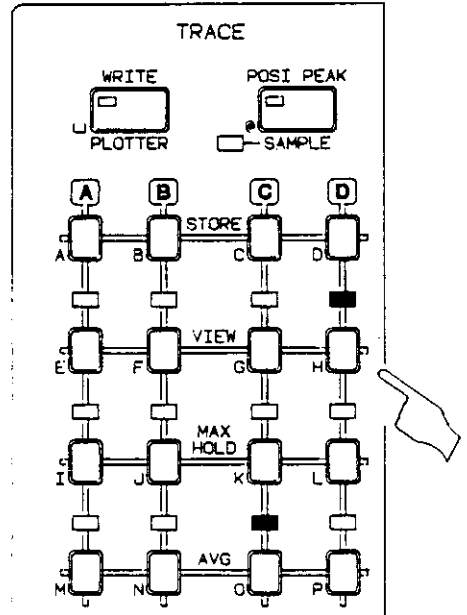 TRACE
WRITE POSI PEAK
PLOTTER SAMPLE
A B C D
STORE
A B C D
VIEW
E F G H
MAX
HOLD
I J K L
AVG
M N O P